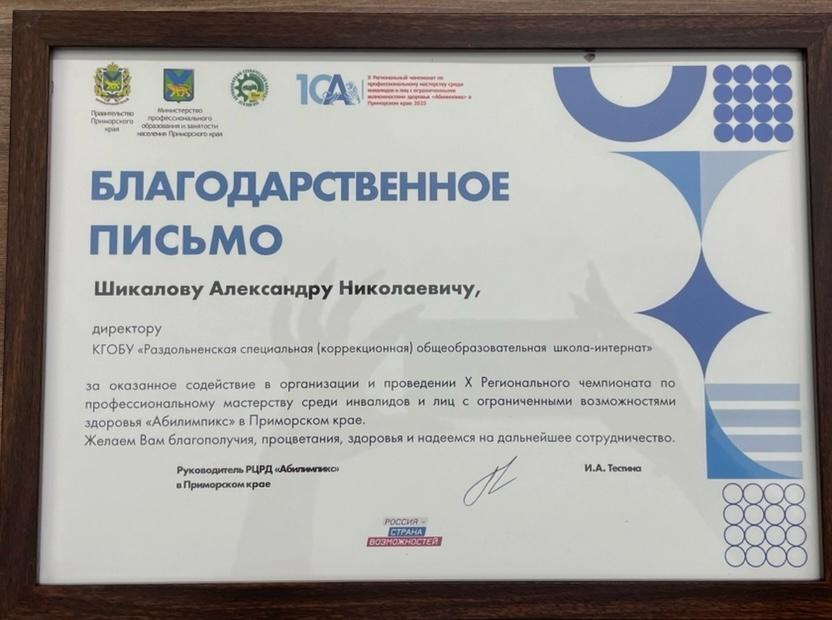 Правительство
Приморского
края
Министерство
профессионального
образования и занятости
населения Приморского края
10
X Региональный чемпионат по
профессиональному мастерству среди
инвалидов и лиц с ограниченными
возможностями здоровья «Абилимпикс» в
Приморском крае 2025
БЛАГОДАРСТВЕННОЕ
ПИСЬМО
Шикалову Александру Николаевичу,
директору
КГОБУ «Раздольненская специальная (коррекционная) общеобразовательная школа-интернат»
за оказанное содействие в организации и проведении X Регионального чемпионата по
профессиональному мастерству среди инвалидов и лиц с ограниченными возможностями
здоровья «Абилимпикс» в Приморском крае.
Желаем Вам благополучия, процветания, здоровья и надеемся на дальнейшее сотрудничество.
Руководитель РЦРД «Абилимпикс»
в Приморском крае
И.А. Тестина
РОССИЯ –
СТРАНА
ВОЗМОЖНОСТЕЙ